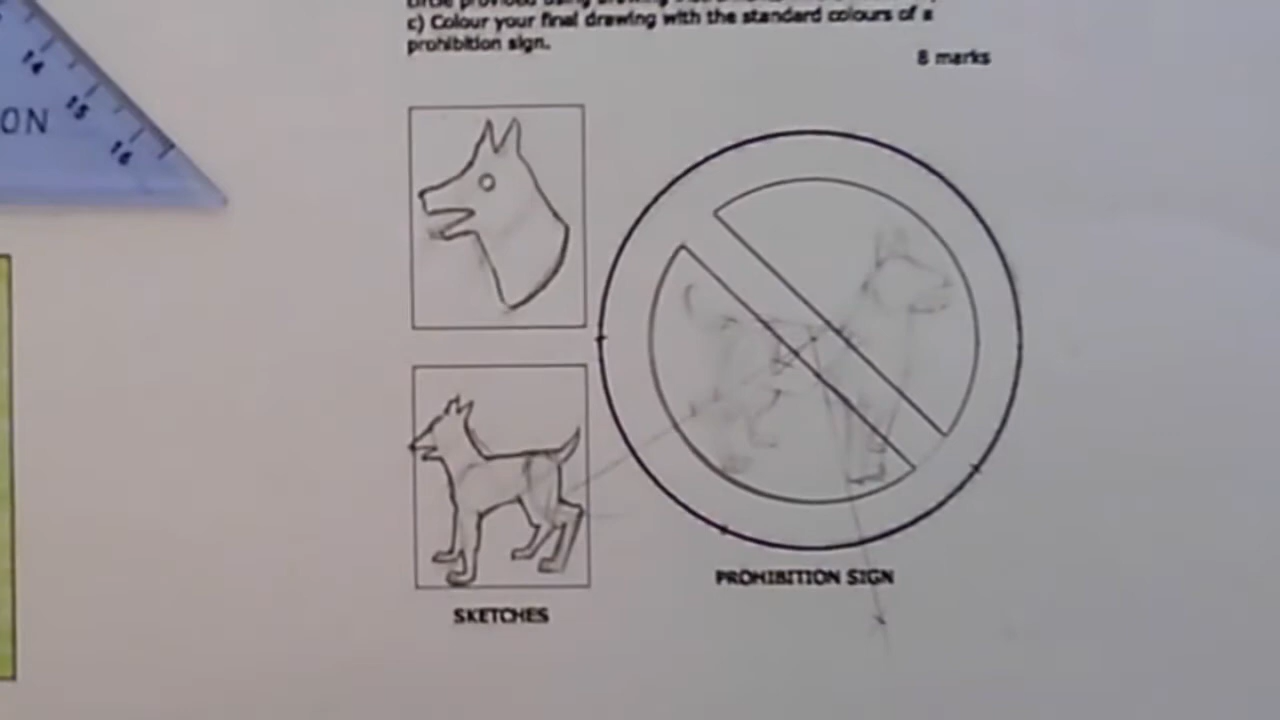 14
15
16
ON
c) Colour your final drawing with the standard colours of a
prohibition sign.
8 marks
SKETCHES
PROHIBITION SIGN